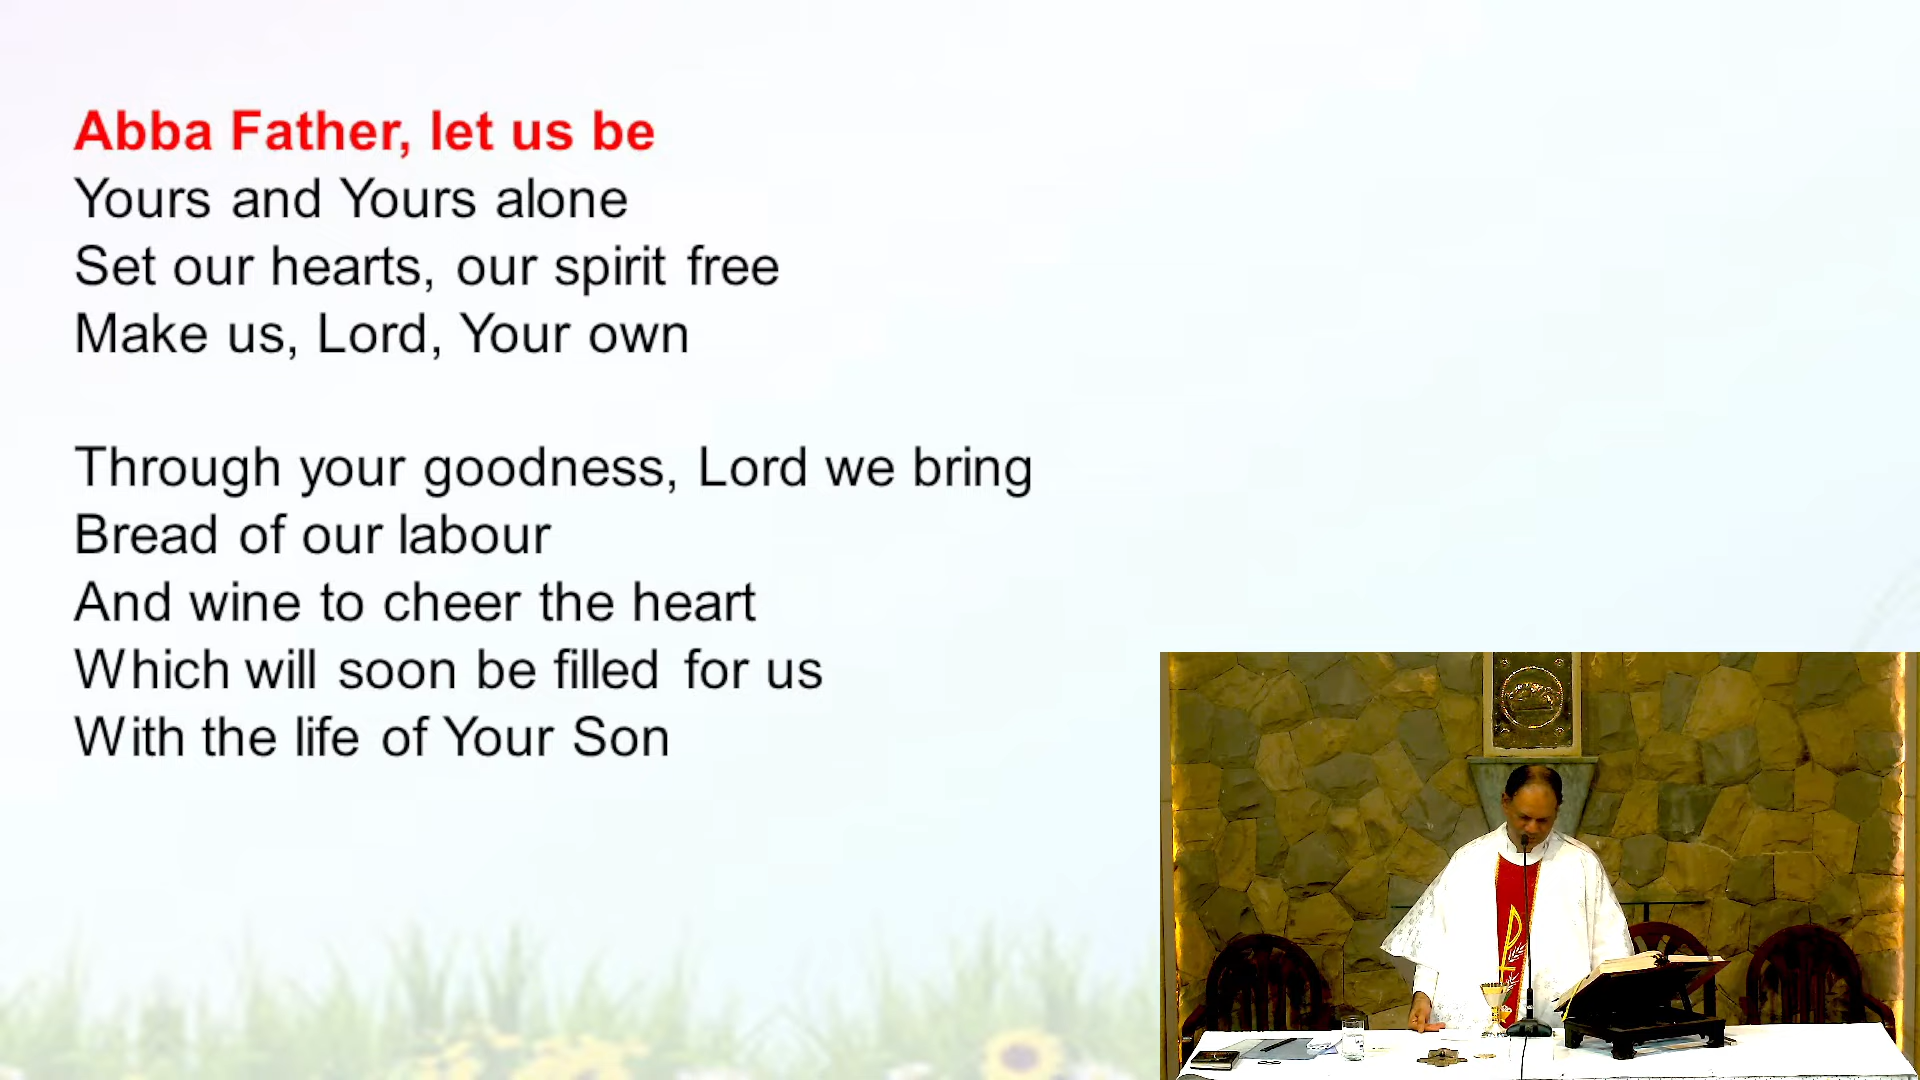 Abba Father, let us be
Yours and Yours alone
Set our hearts, our spirit free
Make us, Lord, Your own
Through your goodness, Lord we bring
Bread of our labour
And wine to cheer the heart
Which will soon be filled for us
With the life of Your Son